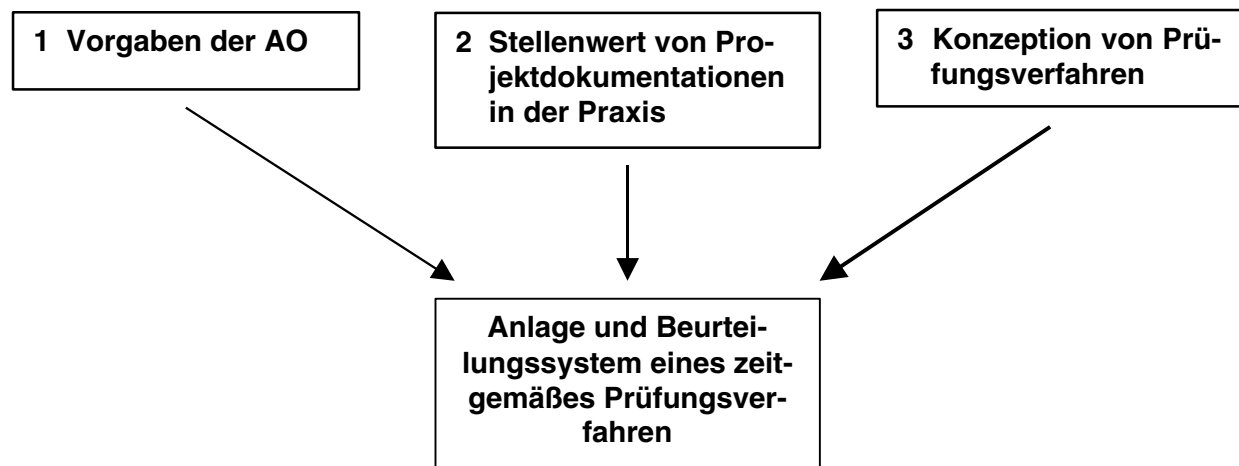 1 Vorgaben der AO
2 Stellenwert von Pro-
jektdokumentationen
in der Praxis
3 Konzeption von Prü-
fungsverfahren
Anlage und Beurtei-
lungssystem eines zeit-
gemäßes Prüfungsver-
fahren